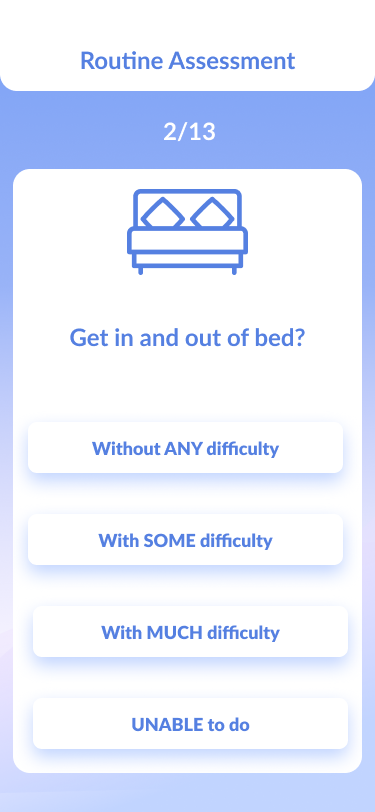 Routine Assessment
2/13
Get in and out of bed?
Without ANY difficulty
With SOME difficulty
With MUCH difficulty
UNABLE to do